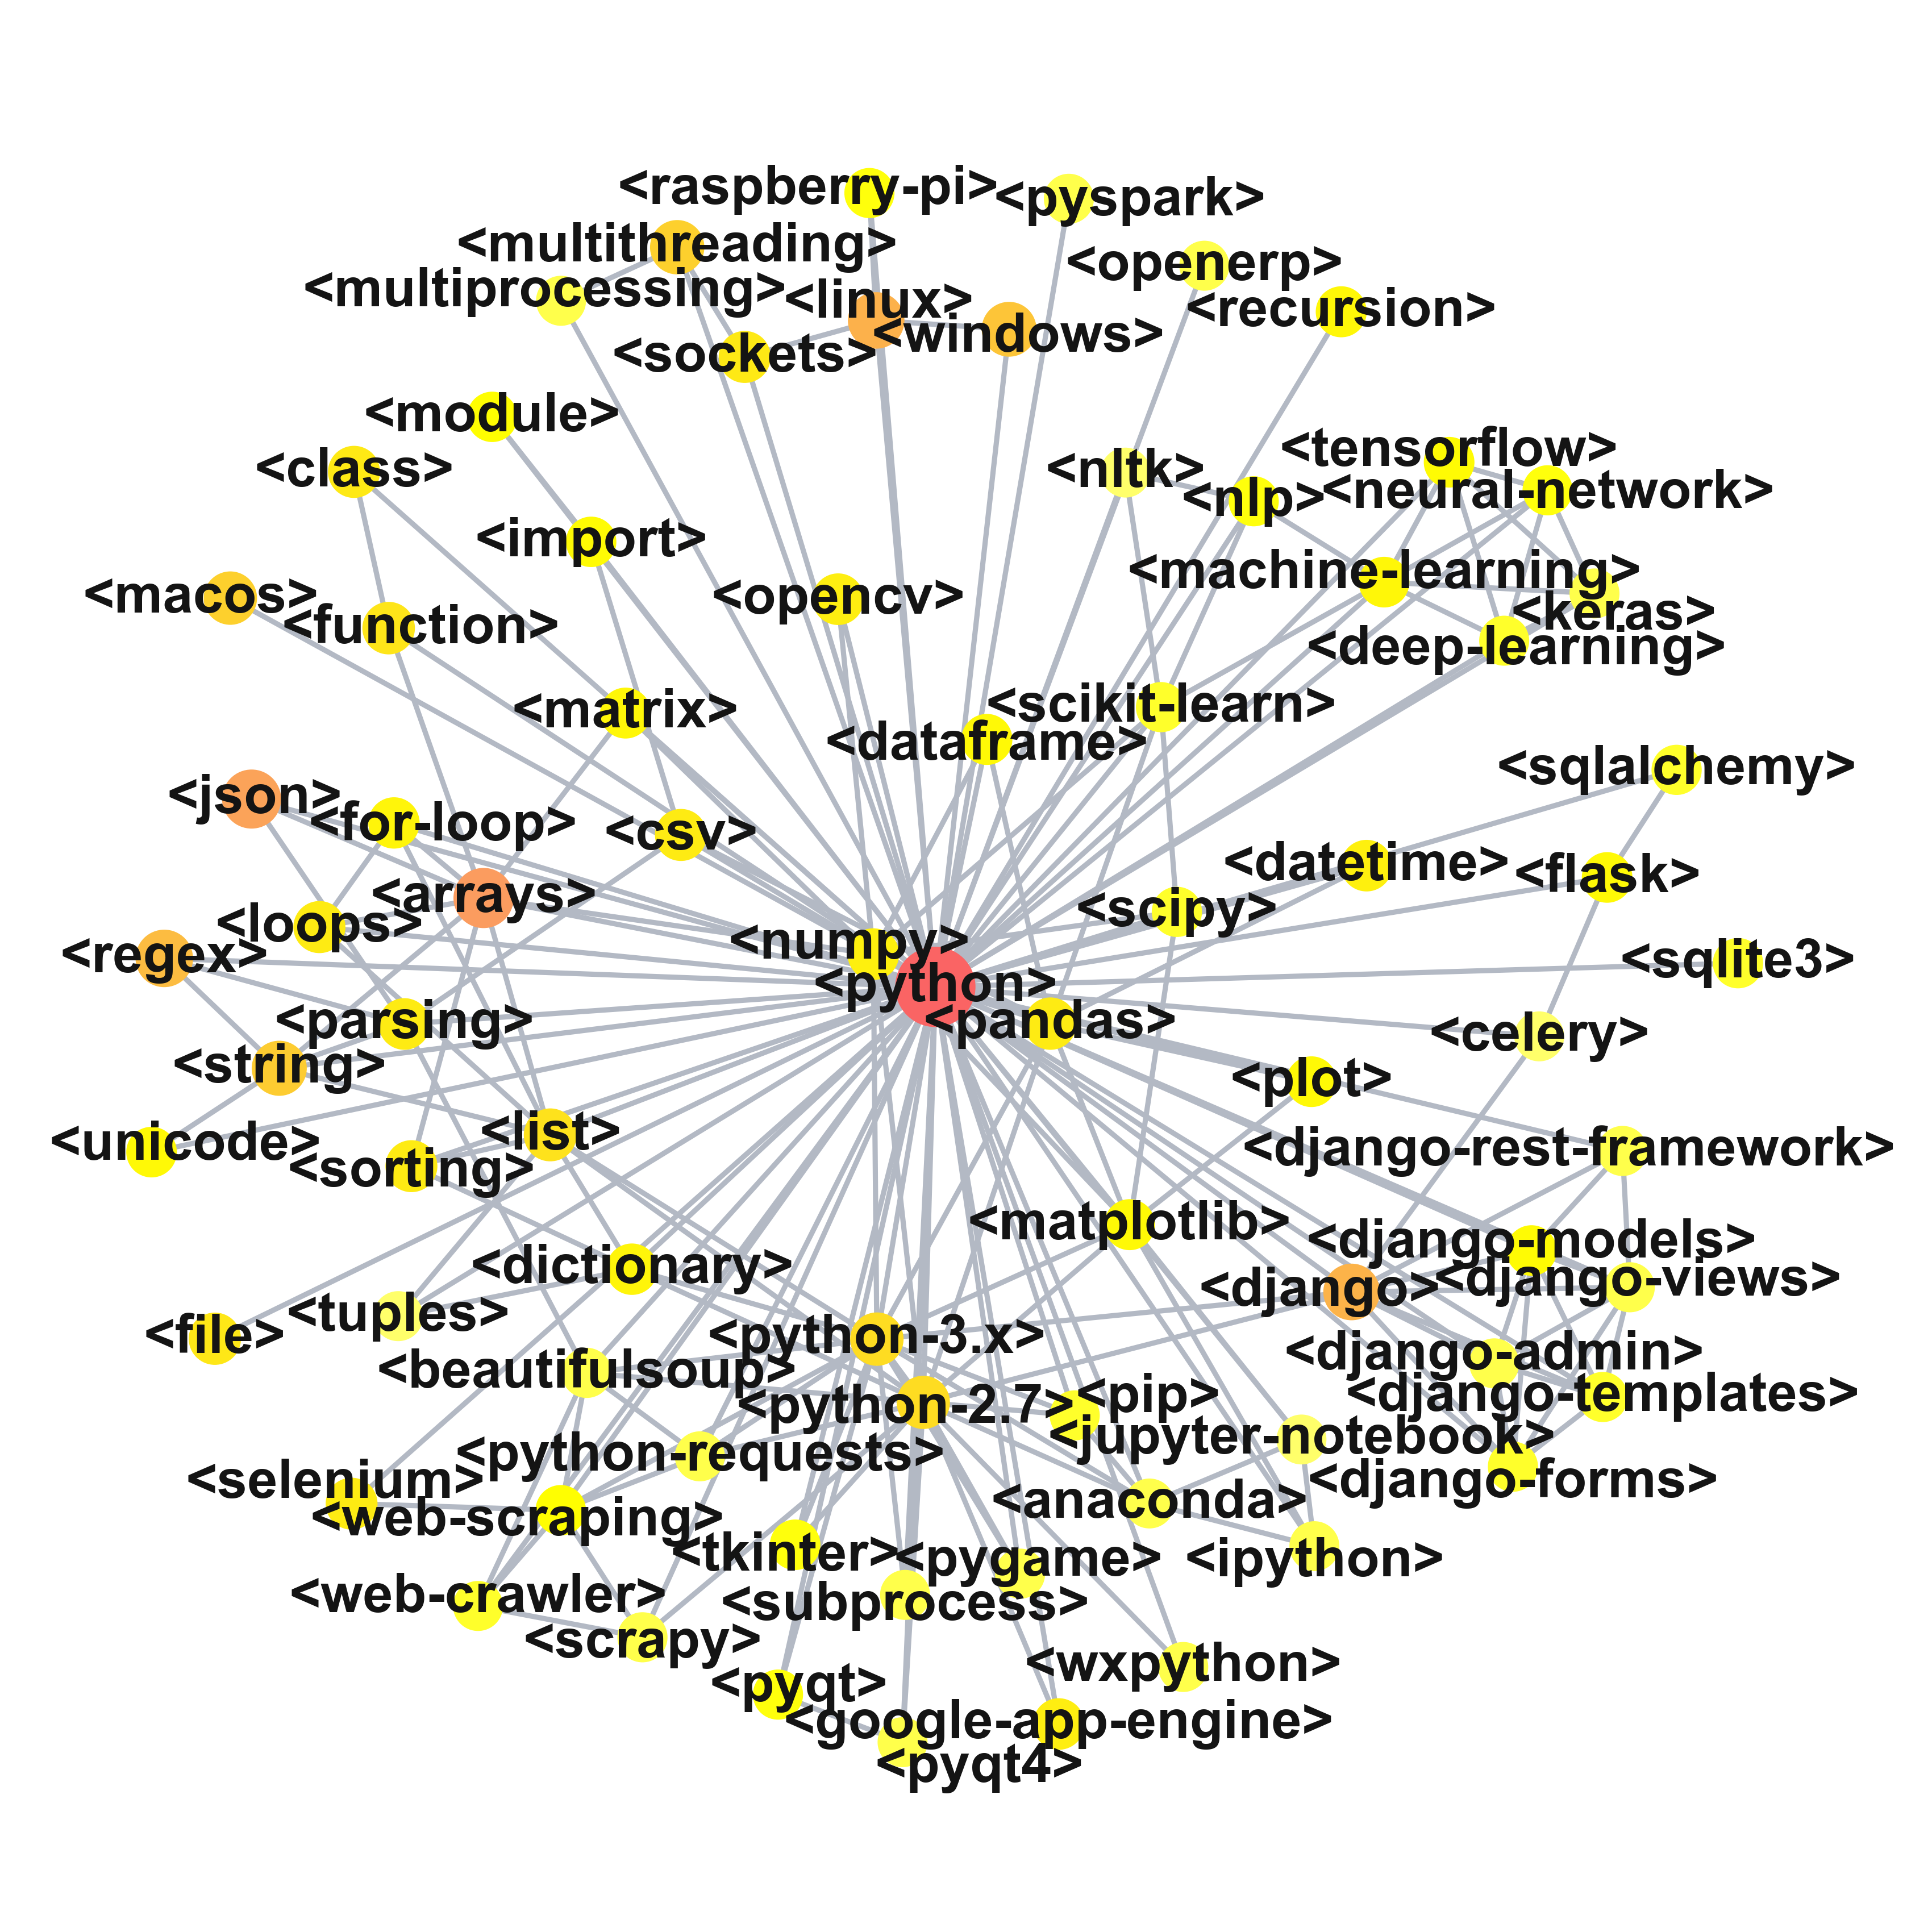 <raspberry-pi>
<pyspark>
<multithreading>
<openerp>
<multiprocessing>
<linux>
<recursion>
<windows>
<sockets>
<module>
<class>
<nltk>
<tensorflow>
<nlp>
<neural-network>
<import>
<machine-learning>
<macos>
<opencv>
<keras>
<function>
<deep-learning>
<matrix>
<scikit-learn>
<dataframe>
<sqlalchemy>
<json>
<for-loop>
<csv>
<datetime>
<flask>
<arrays>
<scipy>
<loops>
<numpy>
<regex>
<sqlite3>
<python>
<parsing>
<pandas>
<celery>
<string>
<plot>
<unicode>
<list>
<django-rest-framework>
<sorting>
<matplotlib>
<django-models>
<dictionary>
<django-views>
<django>
<tuples>
<file>
<python-3.x>
<django-admin>
<beautifulsoup>
<pip>
<django-templates>
<python-2.7>
<jupyter-notebook>
<python-requests>
<selenium>
<django-forms>
<anaconda>
<web-scraping>
<tkinter>
<pygame>
<ipython>
<web-crawler>
<subprocess>
<scrapy>
<wxpython>
<pyqt>
<google-app-engine>
<pyqt4>